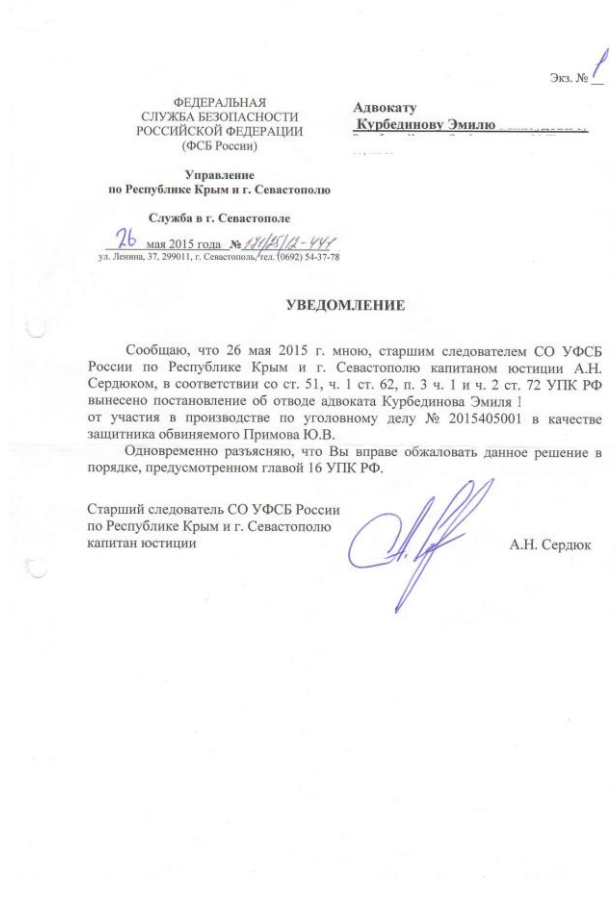 Экз. № 1
ФЕДЕРАЛЬНАЯ
СЛУЖБА БЕЗОПАСНОСТИ
РОССИЙСКОЙ ФЕДЕРАЦИИ
(ФСБ России)
Управление
по Республике Крым и г. Севастополю
Служба в г. Севастополе
26 мая 2015 года № 171/25/12-441
ул. Ленина, 37, 299011, г. Севастополь, тел. (0692) 54-37-78
Адвокату
Курбединову Эмилю
УВЕДОМЛЕНИЕ
Сообщаю, что 26 мая 2015 г. мною, старшим следователем СО УФСБ
России по Республике Крым и г. Севастополю капитаном юстиции А.Н.
Сердюком, в соответствии со ст. 51, ч. 1 ст. 62, п. 3 ч. 1 и ч. 2 ст. 72 УПК РФ
вынесено постановление об отводе адвоката Курбединова Эмиля
от участия в производстве по уголовному делу № 2015405001 в качестве
защитника обвиняемого Примова Ю.В.
Одновременно разъясняю, что Вы вправе обжаловать данное решение в
порядке, предусмотренном главой 16 УПК РФ.
Старший следователь СО УФСБ России
по Республике Крым и г. Севастополю
капитан юстиции А.Н. Сердюк